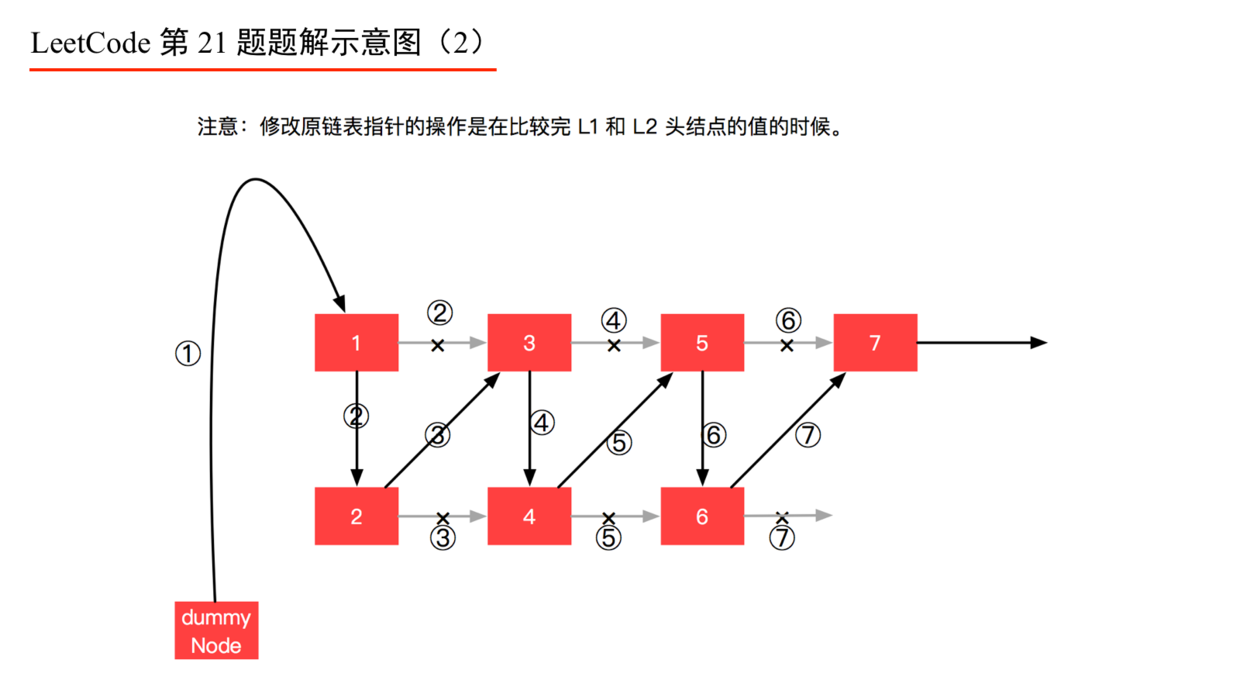 LeetCode 第 21 题题解示意图（2）
注意：修改原链表指针的操作是在比较完 L1 和 L2 头结点的值的时候。
② ④ ⑥
① 1 3 5 7
② ③ ④ ⑤ ⑥ ⑦
2 4 6
③ ⑤ ⑦
dummy
Node